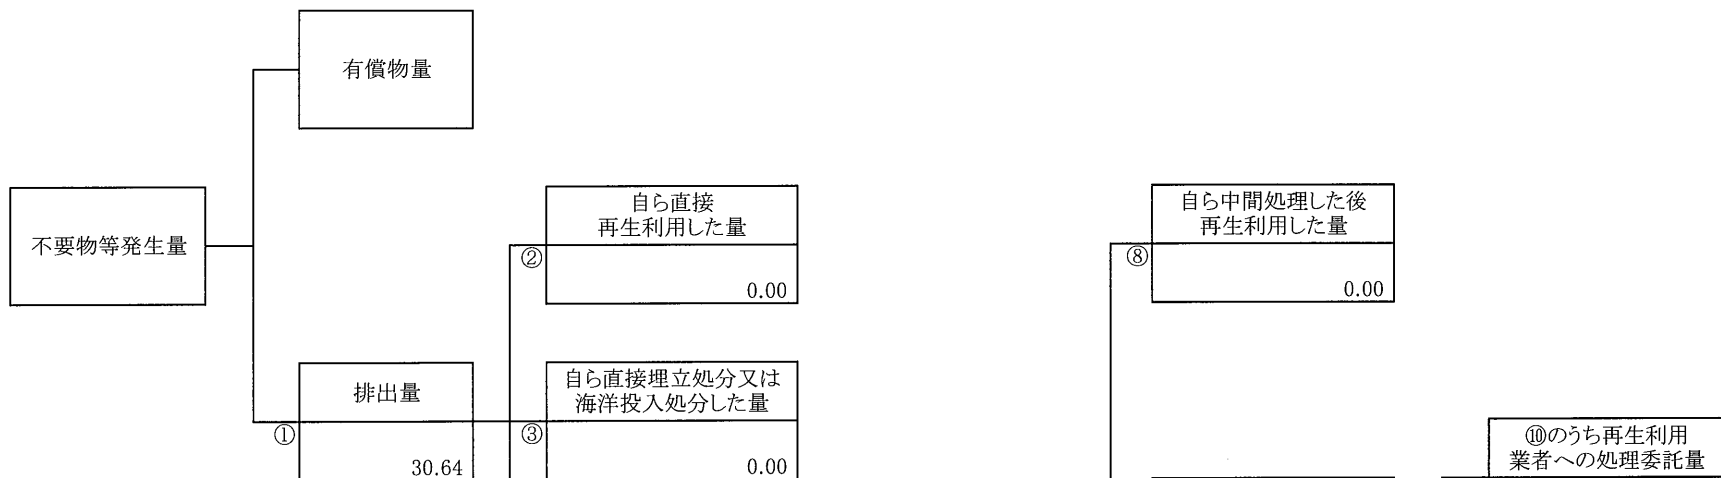 有償物量
不要物等発生量
自ら直接
再生利用した量
②
0.00
自ら中間処理した後
再生利用した量
⑧
0.00
排出量
①
30.64
自ら直接埋立処分又は
海洋投入処分した量
③
0.00
⑩のうち再生利用
業者への処理委託量